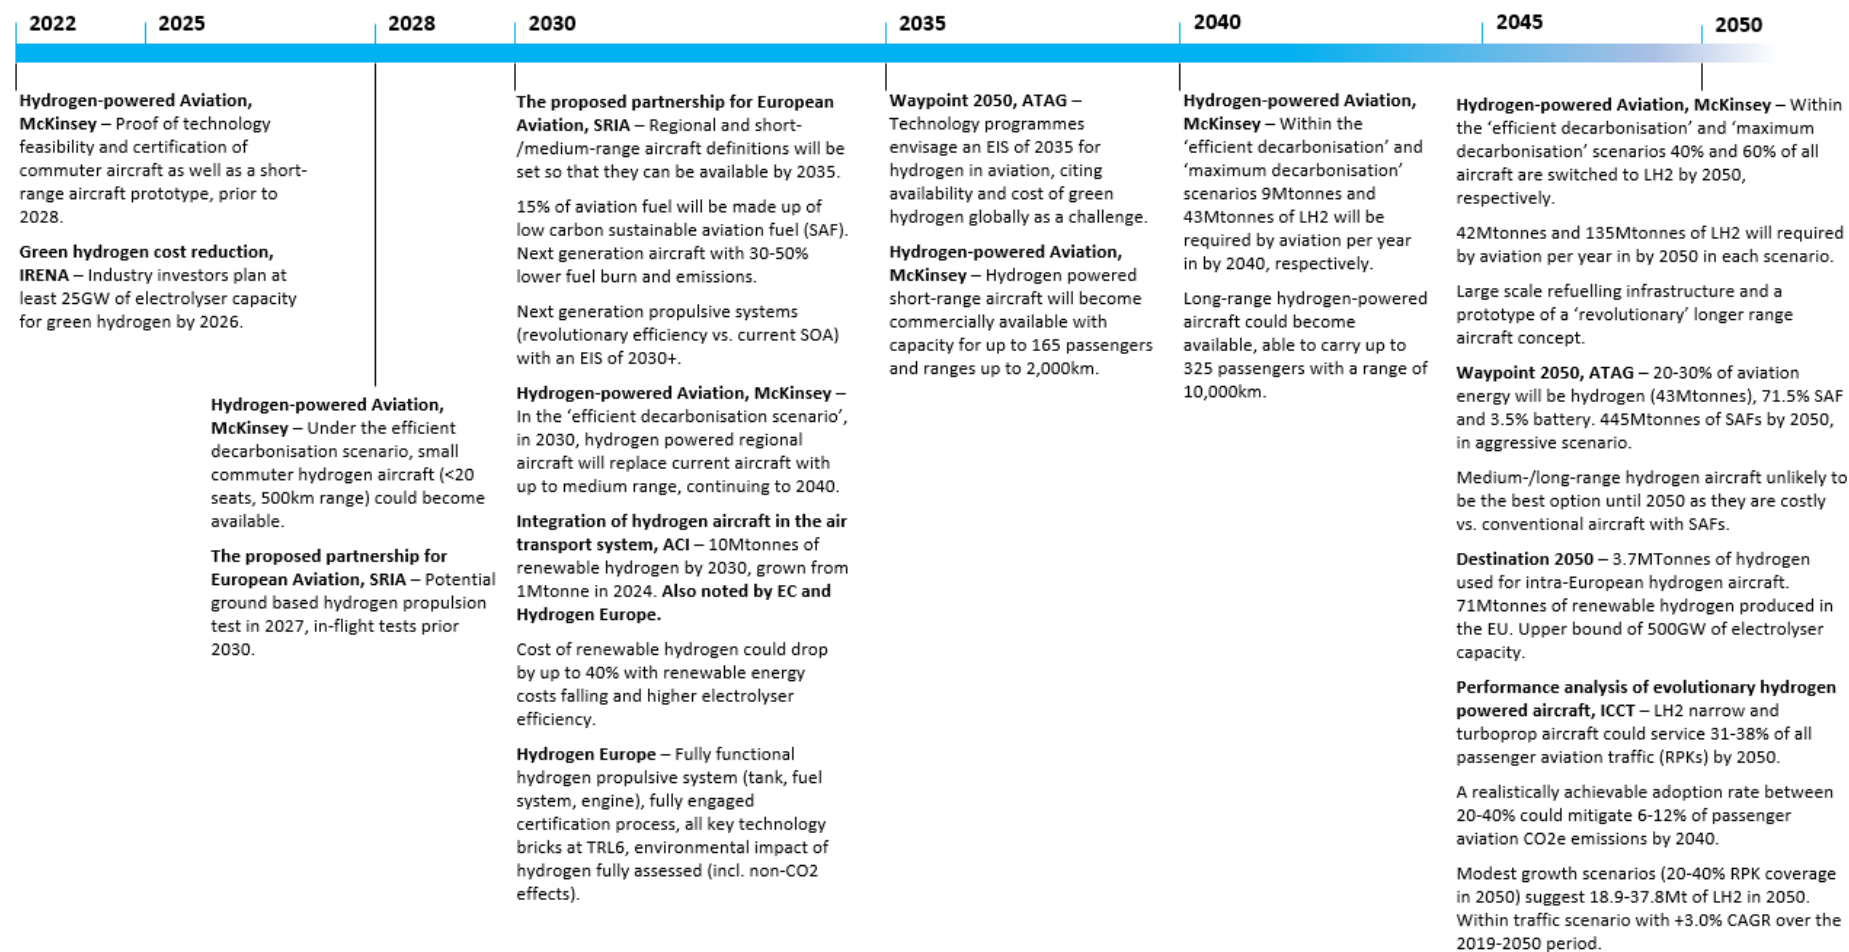 2022
2025
2028
2030
2035
2040
2045
2050
Hydrogen-powered Aviation,
McKinsey – Proof of technology
feasibility and certification of
commuter aircraft as well as a short-
range aircraft prototype, prior to
2028.
Green hydrogen cost reduction,
IRENA – Industry investors plan at
least 25GW of electrolyser capacity
for green hydrogen by 2026.
Hydrogen-powered Aviation,
McKinsey – Under the efficient
decarbonisation scenario, small
commuter hydrogen aircraft (<20
seats, 500km range) could become
available.
The proposed partnership for
European Aviation, SRIA – Potential
ground based hydrogen propulsion
test in 2027, in-flight tests prior
2030.
The proposed partnership for European
Aviation, SRIA – Regional and short-
/medium-range aircraft definitions will be
set so that they can be available by 2035.
15% of aviation fuel will be made up of
low carbon sustainable aviation fuel (SAF).
Next generation aircraft with 30-50%
lower fuel burn and emissions.
Next generation propulsive systems
(revolutionary efficiency vs. current SOA)
with an EIS of 2030+.
Hydrogen-powered Aviation, McKinsey –
In the ‘efficient decarbonisation scenario’,
in 2030, hydrogen powered regional
aircraft will replace current aircraft with
up to medium range, continuing to 2040.
Integration of hydrogen aircraft in the air
transport system, ACI – 10Mtonnes of
renewable hydrogen by 2030, grown from
1Mtonne in 2024. Also noted by EC and
Hydrogen Europe.
Cost of renewable hydrogen could drop
by up to 40% with renewable energy
costs falling and higher electrolyser
efficiency.
Hydrogen Europe – Fully functional
hydrogen propulsive system (tank, fuel
system, engine), fully engaged
certification process, all key technology
bricks at TRL6, environmental impact of
hydrogen fully assessed (incl. non-CO2
effects).
Waypoint 2050, ATAG –
Technology programmes
envisage an EIS of 2035 for
hydrogen in aviation, citing
availability and cost of green
hydrogen globally as a challenge.
Hydrogen-powered Aviation,
McKinsey – Hydrogen powered
short-range aircraft will become
commercially available with
capacity for up to 165 passengers
and ranges up to 2,000km.
Hydrogen-powered Aviation,
McKinsey – Within the
‘efficient decarbonisation’ and
‘maximum decarbonisation’
scenarios 9Mtonnes and
43Mtonnes of LH2 will be
required by aviation per year
in by 2040, respectively.
Long-range hydrogen-powered
aircraft could become
available, able to carry up to
325 passengers with a range of
10,000km.
Hydrogen-powered Aviation, McKinsey – Within
the ‘efficient decarbonisation’ and ‘maximum
decarbonisation’ scenarios 40% and 60% of all
aircraft are switched to LH2 by 2050,
respectively.
42Mtonnes and 135Mtonnes of LH2 will required
by aviation per year in by 2050 in each scenario.
Large scale refuelling infrastructure and a
prototype of a ‘revolutionary’ longer range
aircraft concept.
Waypoint 2050, ATAG – 20-30% of aviation
energy will be hydrogen (43Mtonnes), 71.5% SAF
and 3.5% battery. 445Mtonnes of SAFs by 2050,
in aggressive scenario.
Medium-/long-range hydrogen aircraft unlikely to
be the best option until 2050 as they are costly
vs. conventional aircraft with SAFs.
Destination 2050 – 3.7MTonnes of hydrogen
used for intra-European hydrogen aircraft.
71Mtonnes of renewable hydrogen produced in
the EU. Upper bound of 500GW of electrolyser
capacity.
Performance analysis of evolutionary hydrogen
powered aircraft, ICCT – LH2 narrow and
turboprop aircraft could service 31-38% of all
passenger aviation traffic (RPKs) by 2050.
A realistically achievable adoption rate between
20-40% could mitigate 6-12% of passenger
aviation CO2e emissions by 2040.
Modest growth scenarios (20-40% RPK coverage
in 2050) suggest 18.9-37.8Mt of LH2 in 2050.
Within traffic scenario with +3.0% CAGR over the
2019-2050 period.